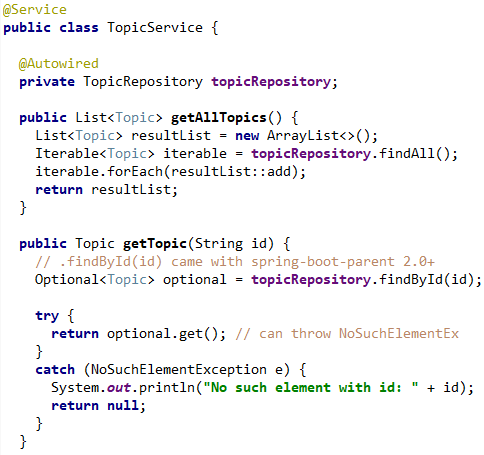 @Service
public class TopicService {
@Autowired
private TopicRepository topicRepository;
public List<Topic> getAllTopics() {
List<Topic> resultList = new ArrayList<>();
Iterable<Topic> iterable = topicRepository.findAll();
iterable.forEach(resultList::add);
return resultList;
}
public Topic getTopic(String id) {
// .findById(id) came with spring-boot-parent 2.0+
Optional<Topic> optional = topicRepository.findById(id);
try {
return optional.get(); // can throw NoSuchElementEx
}
catch (NoSuchElementException e) {
System.out.println("No such element with id: " + id);
return null;
}
}